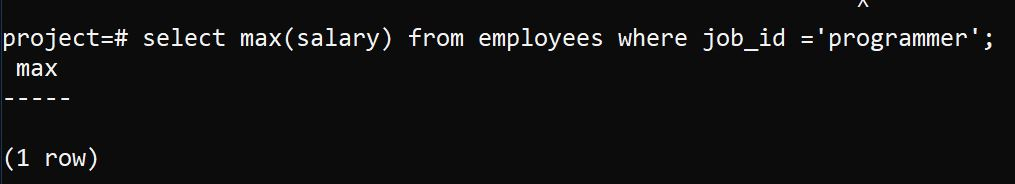 ^
project=# select max(salary) from employees where job_id ='programmer';
 max
-----

(1 row)